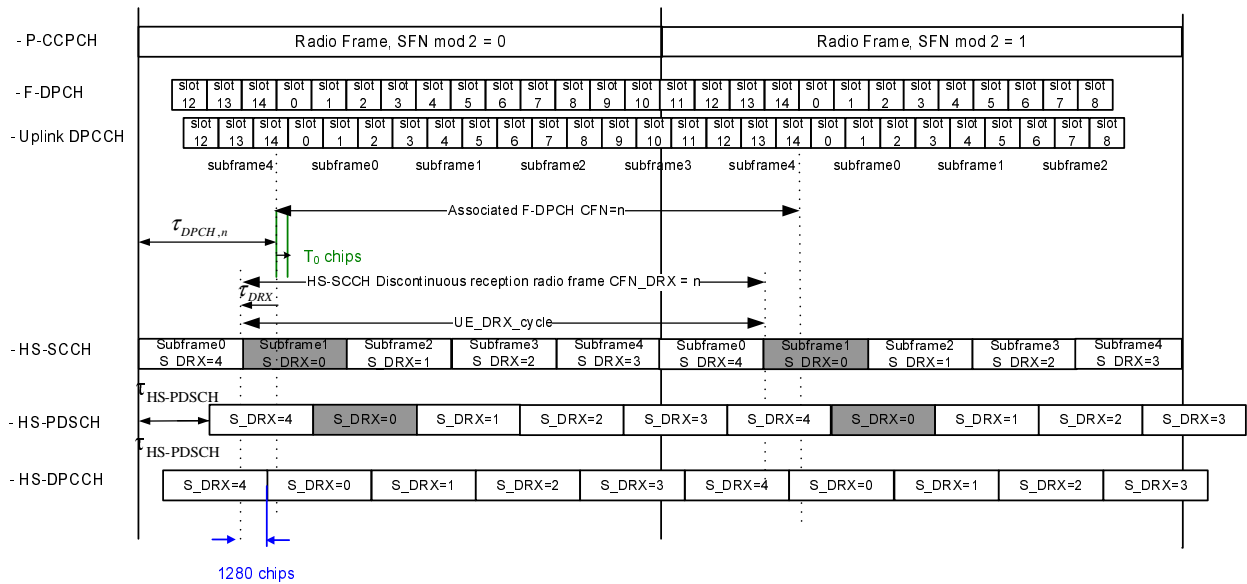 - P-CCPCH
Radio Frame, SFN mod 2 = 0
Radio Frame, SFN mod 2 = 1
- F-DPCH
slot 12 slot 13 slot 14 slot 0 slot 1 slot 2 slot 3 slot 4 slot 5 slot 6 slot 7 slot 8 slot 9 slot 10 slot 11 slot 12 slot 13 slot 14 slot 0 slot 1 slot 2 slot 3 slot 4 slot 5 slot 6 slot 7 slot 8
- Uplink DPCCH
slot 12 slot 13 slot 14 slot 0 slot 1 slot 2 slot 3 slot 4 slot 5 slot 6 slot 7 slot 8 slot 9 slot 10 slot 11 slot 12 slot 13 slot 14 slot 0 slot 1 slot 2 slot 3 slot 4 slot 5 slot 6 slot 7 slot 8
subframe4 subframe0 subframe1 subframe2 subframe3 subframe4 subframe0 subframe1 subframe2
Associated F-DPCH CFN=n
τDPCH,n
T0 chips
HS-SCCH Discontinuous reception radio frame CFN_DRX = n
τDRX
UE_DRX_cycle
- HS-SCCH
Subframe0 Subframe1 Subframe2 Subframe3 Subframe4 Subframe0 Subframe1 Subframe2 Subframe3 Subframe4
S_DRX=4 S_DRX=0 S_DRX=1 S_DRX=2 S_DRX=3 S_DRX=4 S_DRX=0 S_DRX=1 S_DRX=2 S_DRX=3
τHS-PDSCH
- HS-PDSCH
S_DRX=4 S_DRX=0 S_DRX=1 S_DRX=2 S_DRX=3 S_DRX=4 S_DRX=0 S_DRX=1 S_DRX=2 S_DRX=3
τHS-PDSCH
- HS-DPCCH
S_DRX=4 S_DRX=0 S_DRX=1 S_DRX=2 S_DRX=3 S_DRX=4 S_DRX=0 S_DRX=1 S_DRX=2 S_DRX=3
1280 chips